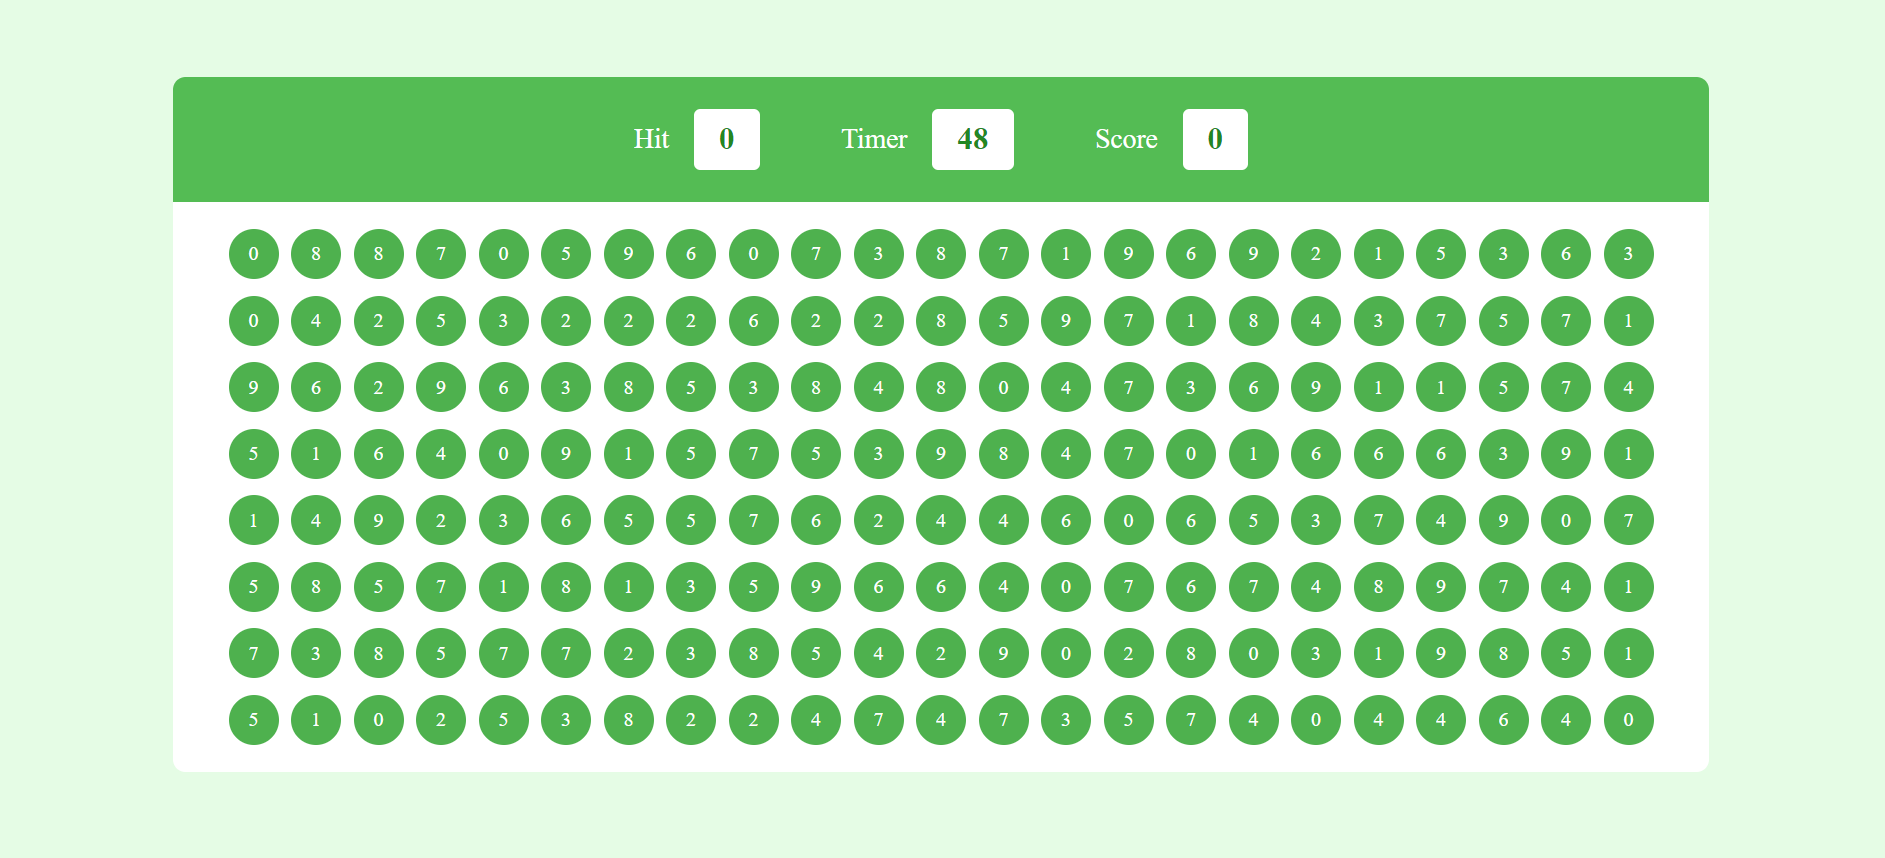 Hit 0 Timer 48 Score 0
0 8 8 7 0 5 9 6 0 7 3 8 7 1 9 6 9 2 1 5 3 6 3
0 4 2 5 3 2 2 2 6 2 2 8 5 9 7 1 8 4 3 7 5 7 1
9 6 2 9 6 3 8 5 3 8 4 8 0 4 7 3 6 9 1 1 5 7 4
5 1 6 4 0 9 1 5 7 5 3 9 8 4 7 0 1 6 6 6 3 9 1
1 4 9 2 3 6 5 5 7 6 2 4 4 6 0 6 5 3 7 4 9 0 7
5 8 5 7 1 8 1 3 5 9 6 6 4 0 7 6 7 4 8 9 7 4 1
7 3 8 5 7 7 2 3 8 5 4 2 9 0 2 8 0 3 1 9 8 5 1
5 1 0 2 5 3 8 2 2 4 7 4 7 3 5 7 4 0 4 4 6 4 0